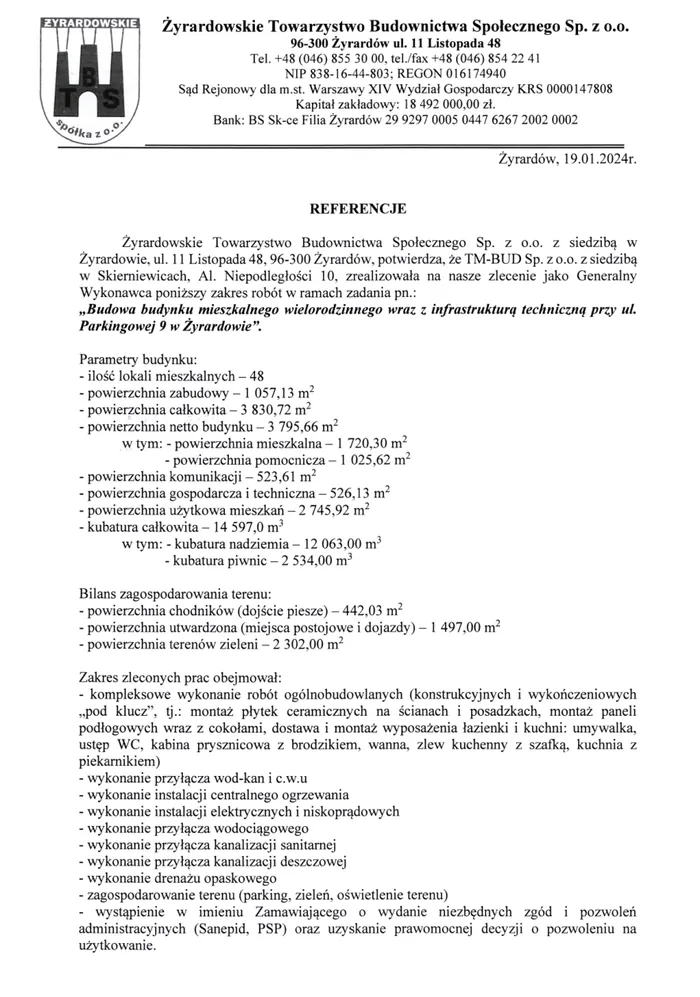 ŻYRARDOWSKIE
T B S
spółka z o.o.
Żyrardowskie Towarzystwo Budownictwa Społecznego Sp. z o.o.
96-300 Żyrardów ul. 11 Listopada 48
Tel. +48 (046) 855 30 00, tel./fax +48 (046) 854 22 41
NIP 838-16-44-803; REGON 016174940
Sąd Rejonowy dla m.st. Warszawy XIV Wydział Gospodarczy KRS 0000147808
Kapitał zakładowy: 18 492 000,00 zł.
Bank: BS Sk-ce Filia Żyrardów 29 9297 0005 0447 6267 2002 0002
Żyrardów, 19.01.2024r.
REFERENCJE
Żyrardowskie Towarzystwo Budownictwa Społecznego Sp. z o.o. z siedzibą w
Żyrardowie, ul. 11 Listopada 48, 96-300 Żyrardów, potwierdza, że TM-BUD Sp. z o.o. z siedzibą
w Skierniewicach, Al. Niepodległości 10, zrealizowała na nasze zlecenie jako Generalny
Wykonawca poniższy zakres robót w ramach zadania pn.:
„Budowa budynku mieszkalnego wielorodzinnego wraz z infrastrukturą techniczną przy ul.
Parkingowej 9 w Żyrardowie”.
Parametry budynku:
- ilość lokali mieszkalnych – 48
- powierzchnia zabudowy – 1 057,13 m²
- powierzchnia całkowita – 3 830,72 m²
- powierzchnia netto budynku – 3 795,66 m²
w tym: - powierzchnia mieszkalna – 1 720,30 m²
- powierzchnia pomocnicza – 1 025,62 m²
- powierzchnia komunikacji – 523,61 m²
- powierzchnia gospodarcza i techniczna – 526,13 m²
- powierzchnia użytkowa mieszkań – 2 745,92 m²
- kubatura całkowita – 14 597,0 m³
w tym: - kubatura nadziemia – 12 063,00 m³
- kubatura piwnic – 2 534,00 m³
Bilans zagospodarowania terenu:
- powierzchnia chodników (dojście piesze) – 442,03 m²
- powierzchnia utwardzona (miejsca postojowe i dojazdy) – 1 497,00 m²
- powierzchnia terenów zieleni – 2 302,00 m²
Zakres zleconych prac obejmował:
- kompleksowe wykonanie robót ogólnobudowlanych (konstrukcyjnych i wykończeniowych
„pod klucz”, tj.: montaż płytek ceramicznych na ścianach i posadzkach, montaż paneli
podłogowych wraz z cokołami, dostawa i montaż wyposażenia łazienki i kuchni: umywalka,
ustęp WC, kabina prysznicowa z brodzikiem, wanna, zlew kuchenny z szafką, kuchnia z
piekarnikiem)
- wykonanie przyłącza wod-kan i c.w.u
- wykonanie instalacji centralnego ogrzewania
- wykonanie instalacji elektrycznych i niskoprądowych
- wykonanie przyłącza wodociągowego
- wykonanie przyłącza kanalizacji sanitarnej
- wykonanie przyłącza kanalizacji deszczowej
- wykonanie drenażu opaskowego
- zagospodarowanie terenu (parking, zieleń, oświetlenie terenu)
- wystąpienie w imieniu Zamawiającego o wydanie niezbędnych zgód i pozwoleń
administracyjnych (Sanepid, PSP) oraz uzyskanie prawomocnej decyzji o pozwoleniu na
użytkowanie.